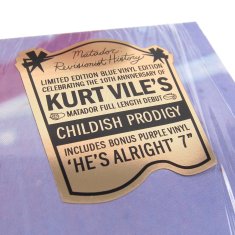 Matador
Revisionist History
LIMITED EDITION BLUE VINYL EDITION
CELEBRATING THE 10TH ANNIVERSARY OF
KURT VILE'S
MATADOR FULL LENGTH DEBUT
CHILDISH PRODIGY
INCLUDES BONUS PURPLE VINYL
'HE'S ALRIGHT' 7"